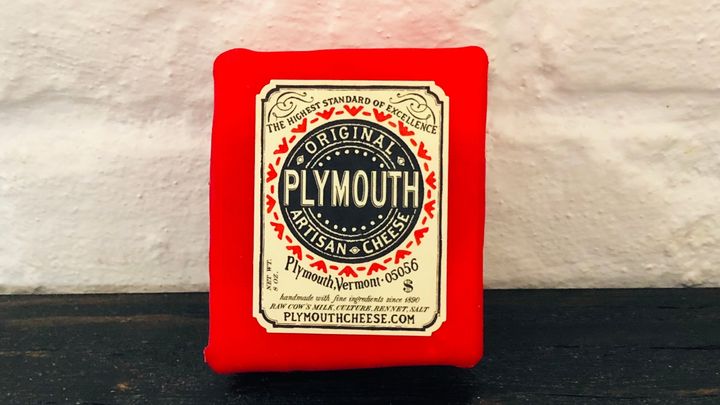 THE HIGHEST STANDARD OF EXCELLENCE
ORIGINAL
PLYMOUTH
ARTISAN CHEESE
Plymouth, Vermont · 05056
NET WT.
8 OZ.
$
handmade with fine ingredients since 1890
RAW COW'S MILK, CULTURE, RENNET, SALT
PLYMOUTHCHEESE.COM